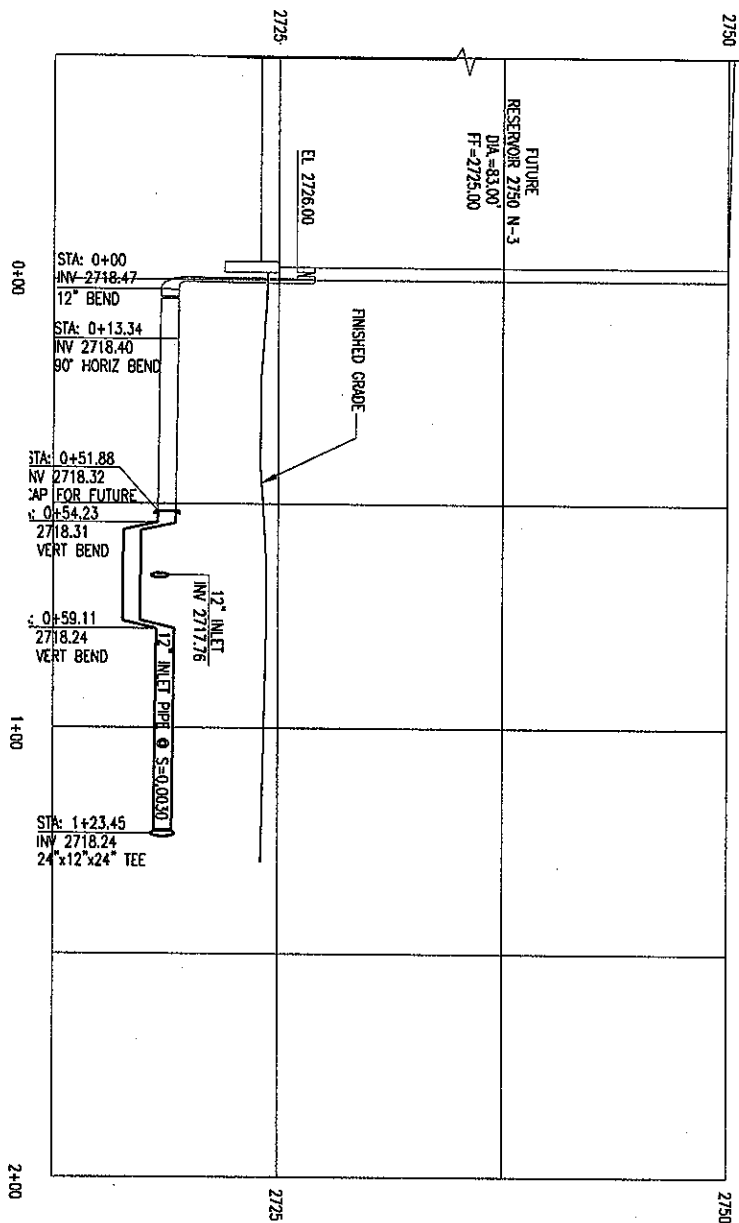 2750
2725
FUTURE
RESERVOIR 2750 N-3
DIA.=83.00'
FF=2725.00
EL 2726.00
FINISHED GRADE
0+00
STA: 0+00
INV 2718.47
12" BEND
STA: 0+13.34
INV 2718.40
90° HORIZ BEND
STA: 0+51.88
NV 2718.32
CAP FOR FUTURE
: 0+54.23
2718.31
VERT BEND
12" INLET
INV 2717.76
: 0+59.11
2718.24
VERT BEND
12" INLET PIPE @ S=0.0030
1+00
STA: 1+23.45
INV 2718.24
24"x12"x24" TEE
2+00
2725
2750